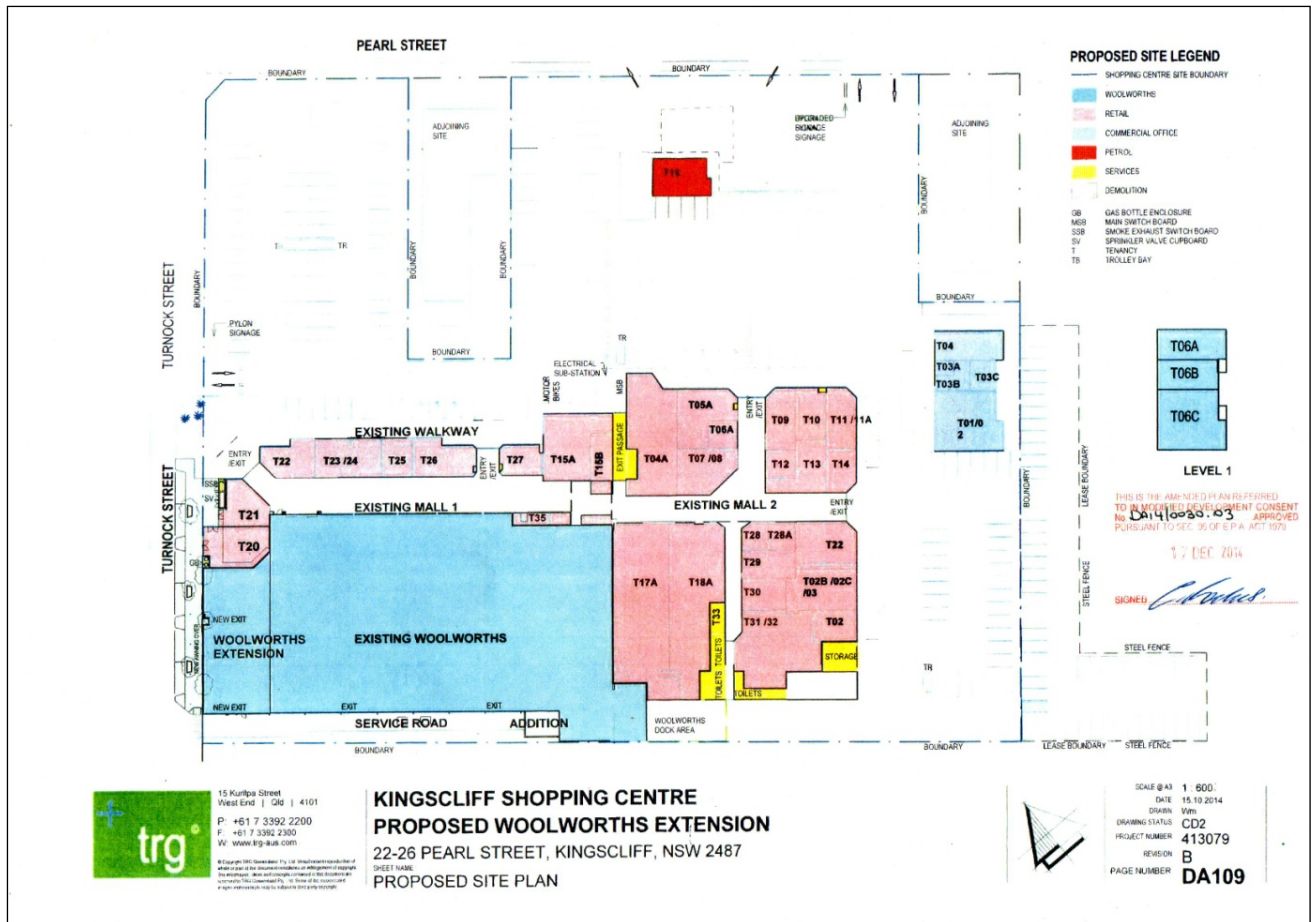 PEARL STREET
BOUNDARY
BOUNDARY
PROPOSED SITE LEGEND
SHOPPING CENTRE SITE BOUNDARY
WOOLWORTHS
RETAIL
COMMERCIAL OFFICE
PETROL
SERVICES
DEMOLITION
GB GAS BOTTLE ENCLOSURE
MSB MAIN SWITCH BOARD
SSB SMOKE EXHAUST SWITCH BOARD
SV SPRINKLER VALVE CUPBOARD
T TENANCY
TB TROLLEY BAY
ADJOINING
SITE
SIGNAGE
SIGNAGE
ADJOINING
SITE
TR
BOUNDARY
BOUNDARY
BOUNDARY
BOUNDARY
BOUNDARY
BOUNDARY
TURNOCK STREET
PYLON
SIGNAGE
ELECTRICAL
SUB-STATION
TR
MOTOR
BIKES
MSB
T04
T03A
T03B
T03C
T01/0
2
T06A
T06B
T06C
LEVEL 1
EXISTING WALKWAY
ENTRY
/EXIT
T22
T23 /24
T25
T26
ENTRY
/EXIT
T27
T15A
T15B
EXIT PASSAGE
T04A
T05A
T06A
T07 /08
ENTRY
/EXIT
T09
T10
T11 /11A
T12
T13
T14
TURNOCK STREET
SSB
SV
T21
T20
GB
EXISTING MALL 1
T35
EXISTING MALL 2
ENTRY
/EXIT
T17A
T18A
T33
TOILETS
TOILETS
TOILETS
T28
T28A
T22
T29
T30
T02B /02C
/03
T31 /32
T02
STORAGE
NEW EXIT
WOOLWORTHS
EXTENSION
EXISTING WOOLWORTHS
NEW AWNING OVER
NEW EXIT
EXIT
EXIT
SERVICE ROAD
ADDITION
WOOLWORTHS
DOCK AREA
TR
BOUNDARY
BOUNDARY
BOUNDARY
LEASE BOUNDARY
STEEL FENCE
STEEL FENCE
LEASE BOUNDARY
STEEL FENCE
THIS IS THE AMENDED PLAN REFERRED
TO IN MODIFIED DEVELOPMENT CONSENT
No DA14/0030.03 APPROVED
PURSUANT TO SEC. 96 OF E.P.A. ACT 1979
17 DEC 2014
SIGNED
trg
15 Kurilpa Street
West End | Qld | 4101
P: +61 7 3392 2200
F: +61 7 3392 2300
W: www.trg-aus.com
KINGSCLIFF SHOPPING CENTRE
PROPOSED WOOLWORTHS EXTENSION
22-26 PEARL STREET, KINGSCLIFF, NSW 2487
SHEET NAME
PROPOSED SITE PLAN
SCALE @ A3 1 : 600
DATE 15.10.2014
DRAWN Wm
DRAWING STATUS CD2
PROJECT NUMBER 413079
REVISION B
PAGE NUMBER DA109